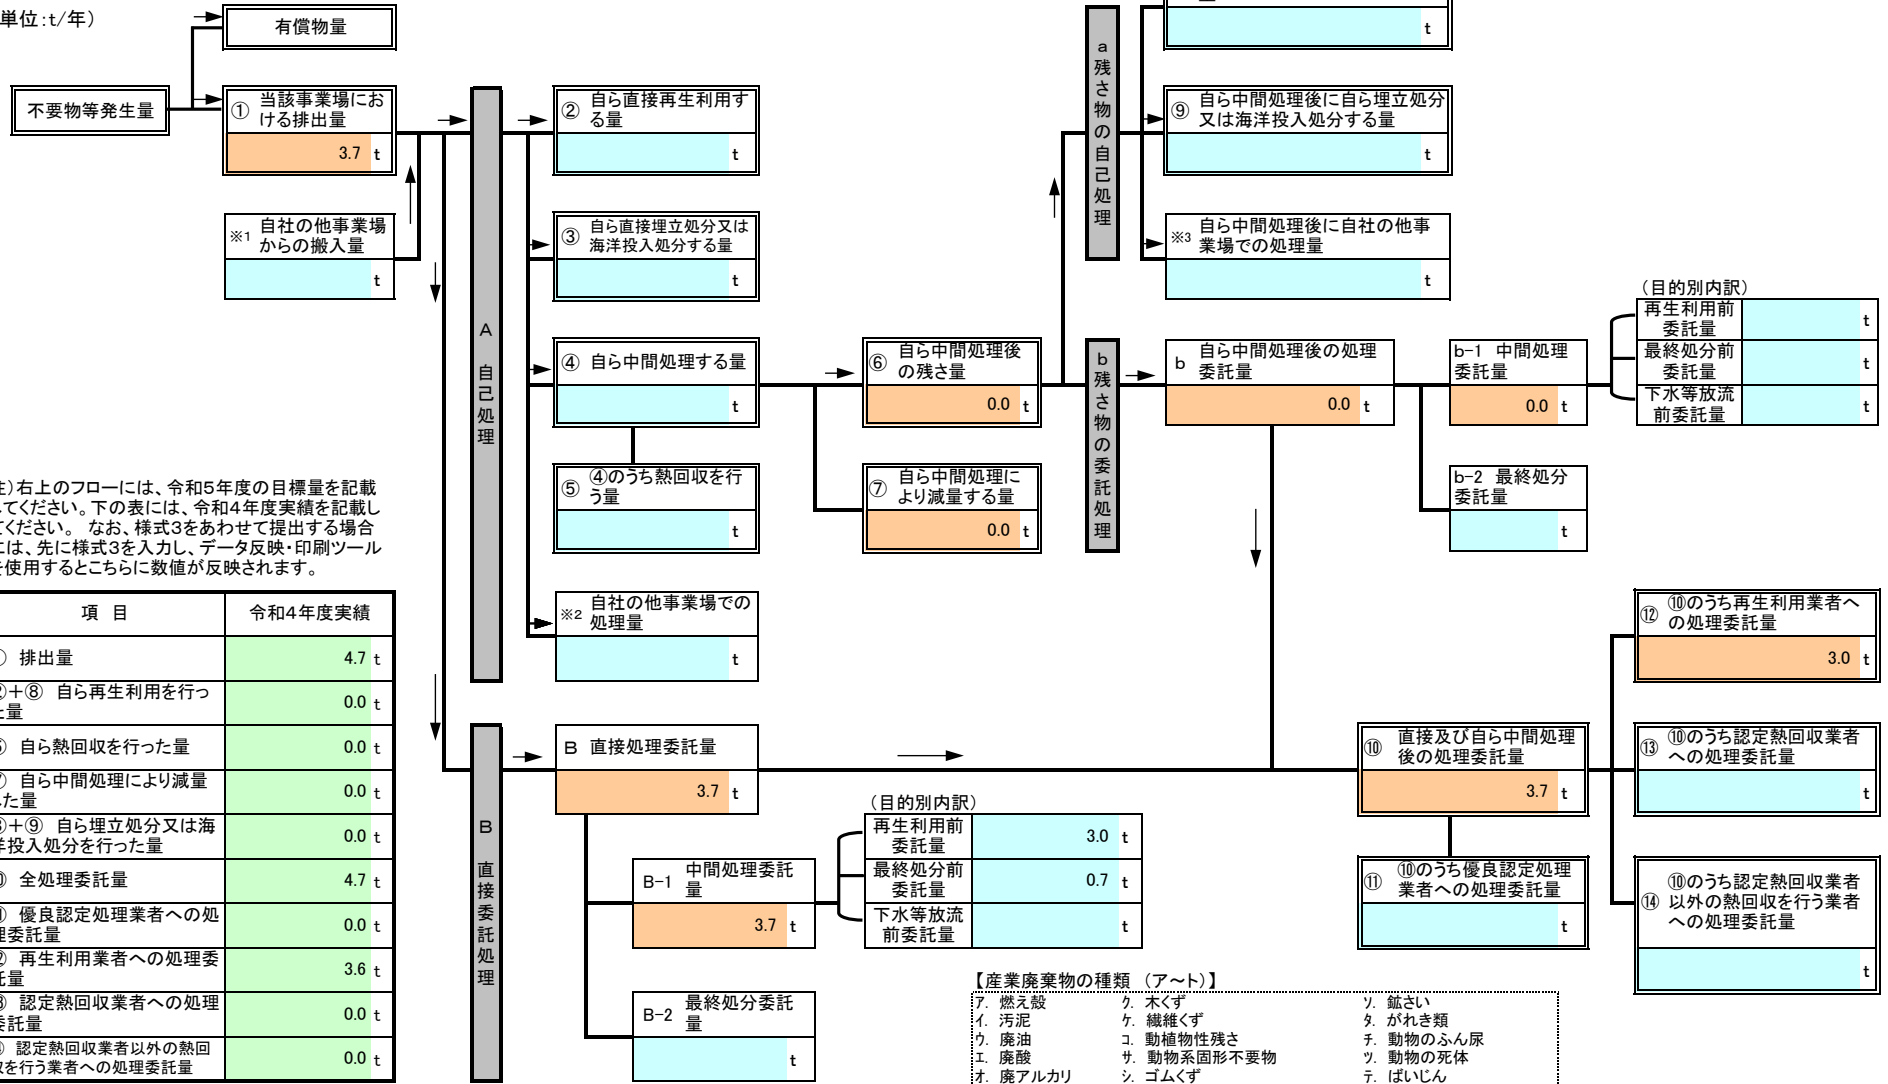 単位:t/年)
有償物量
不要物等発生量
① 当該事業場にお
ける排出量
3.7 t
※1 自社の他事業場
からの搬入量
t
A 自己処理
② 自ら直接再生利用す
る量
t
③ 自ら直接埋立処分又は
海洋投入処分する量
t
④ 自ら中間処理する量
t
⑤ ④のうち熱回収を行
う量
t
※2 自社の他事業場での
処理量
t
⑥ 自ら中間処理後
の残さ量
0.0 t
⑦ 自ら中間処理に
より減量する量
0.0 t
a残さ物の自己処理
t
⑨ 自ら中間処理後に自ら埋立処分
又は海洋投入処分する量
t
※3 自ら中間処理後に自社の他事
業場での処理量
t
b残さ物の委託処理
b 自ら中間処理後の処理
委託量
0.0 t
b-1 中間処理
委託量
0.0 t
b-2 最終処分
委託量
t
(目的別内訳)
再生利用前
委託量
t
最終処分前
委託量
t
下水等放流
前委託量
t
注)右上のフローには、令和5年度の目標量を記載
してください。下の表には、令和4年度実績を記載し
てください。 なお、様式3をあわせて提出する場合
には、先に様式3を入力し、データ反映・印刷ツール
を使用するとこちらに数値が反映されます。
項 目 令和4年度実績
排出量 4.7 t
②+⑧ 自ら再生利用を行っ
た量 0.0 t
自ら熱回収を行った量 0.0 t
自ら中間処理により減量
した量 0.0 t
③+⑨ 自ら埋立処分又は海
洋投入処分を行った量 0.0 t
全処理委託量 4.7 t
優良認定処理業者への処
理委託量 0.0 t
再生利用業者への処理委
託量 3.6 t
認定熱回収業者への処理
委託量 0.0 t
認定熱回収業者以外の熱回
収を行う業者への処理委託量 0.0 t
B 直接委託処理
B 直接処理委託量
3.7 t
B-1 中間処理委託
量
3.7 t
B-2 最終処分委託
量
t
(目的別内訳)
再生利用前
委託量
3.0 t
最終処分前
委託量
0.7 t
下水等放流
前委託量
t
⑩ 直接及び自ら中間処理
後の処理委託量
3.7 t
⑪ ⑩のうち優良認定処理
業者への処理委託量
t
⑫ ⑩のうち再生利用業者へ
の処理委託量
3.0 t
⑬ ⑩のうち認定熱回収業者
への処理委託量
t
⑭ ⑩のうち認定熱回収業者
以外の熱回収を行う業者
への処理委託量
t
【産業廃棄物の種類 (ア~ト)】
ア. 燃え殻 ク. 木くず ソ. 鉱さい
イ. 汚泥 ケ. 繊維くず タ. がれき類
ウ. 廃油 コ. 動植物性残さ チ. 動物のふん尿
エ. 廃酸 サ. 動物系固形不要物 ツ. 動物の死体
オ. 廃アルカリ シ. ゴムくず テ. ばいじん